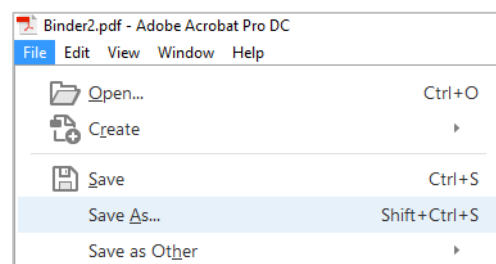 Binder2.pdf - Adobe Acrobat Pro DC
File Edit View Window Help
Open... Ctrl+O
Create
Save Ctrl+S
Save As... Shift+Ctrl+S
Save as Other